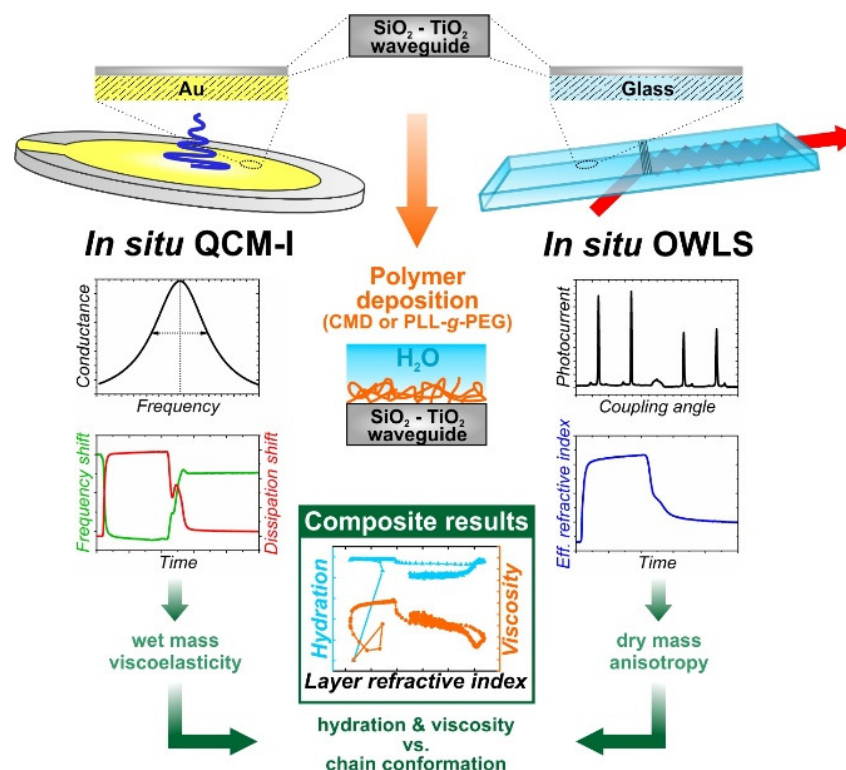 SiO2 - TiO2
waveguide
Au
Glass
In situ QCM-I
In situ OWLS
Polymer
deposition
(CMD or PLL-g-PEG)
H2O
SiO2 - TiO2
waveguide
Conductance
Frequency
Photocurrent
Coupling angle
Frequency shift
Dissipation shift
Time
Eff. refractive index
Time
Composite results
Hydration
Viscosity
Layer refractive index
wet mass
viscoelasticity
dry mass
anisotropy
hydration & viscosity
vs.
chain conformation